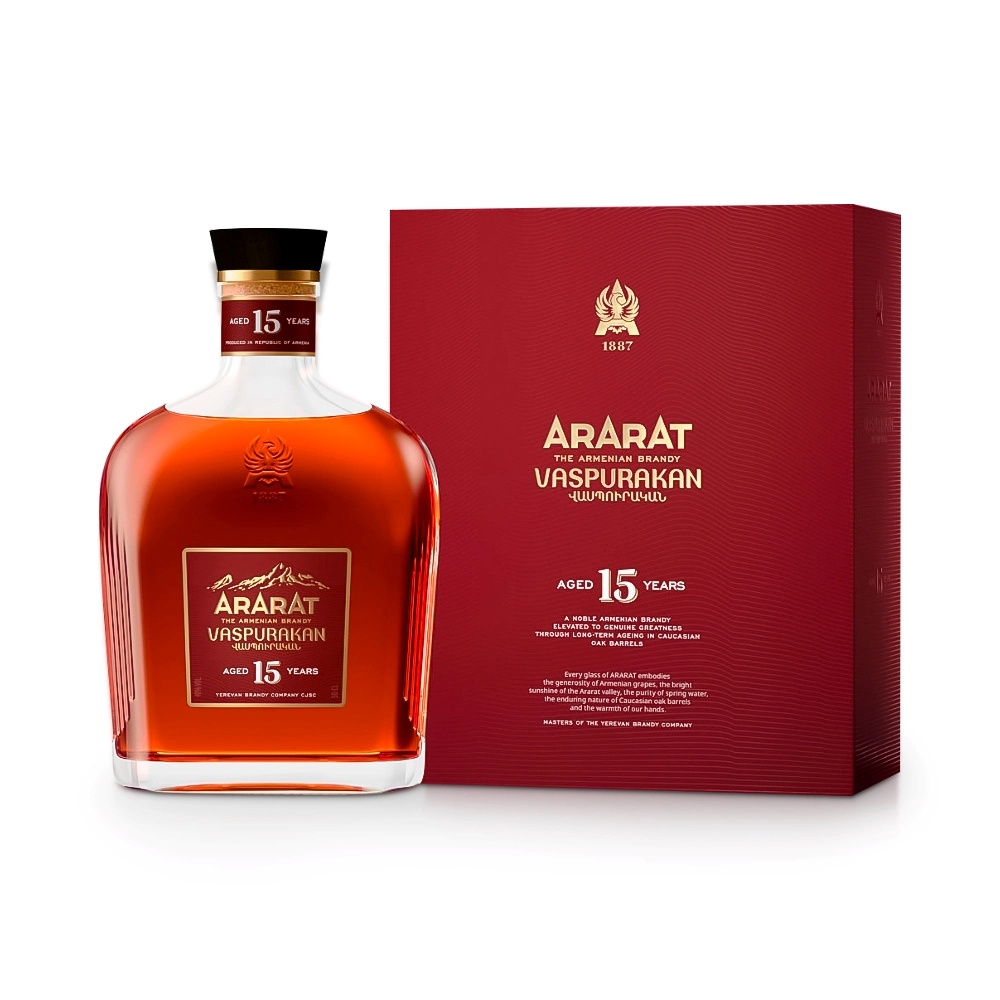 AGED 15 YEARS
PRODUCED IN REPUBLIC OF ARMENIA
1887
ARARAT
THE ARMENIAN BRANDY
VASPURAKAN
ՎԱՍՊՈՒՐԱԿԱՆ
AGED 15 YEARS
YEREVAN BRANDY COMPANY CJSC
1887
ARARAT
THE ARMENIAN BRANDY
VASPURAKAN
ՎԱՍՊՈՒՐԱԿԱՆ
AGED 15 YEARS
A NOBLE ARMENIAN BRANDY
ELEVATED TO GENUINE GREATNESS
THROUGH LONG-TERM AGEING IN CAUCASIAN
OAK BARRELS
Every glass of ARARAT embodies
the generosity of Armenian grapes, the bright
sunshine of the Ararat valley, the purity of spring water,
the enduring nature of Caucasian oak barrels
and the warmth of our hands.
MASTERS OF THE YEREVAN BRANDY COMPANY